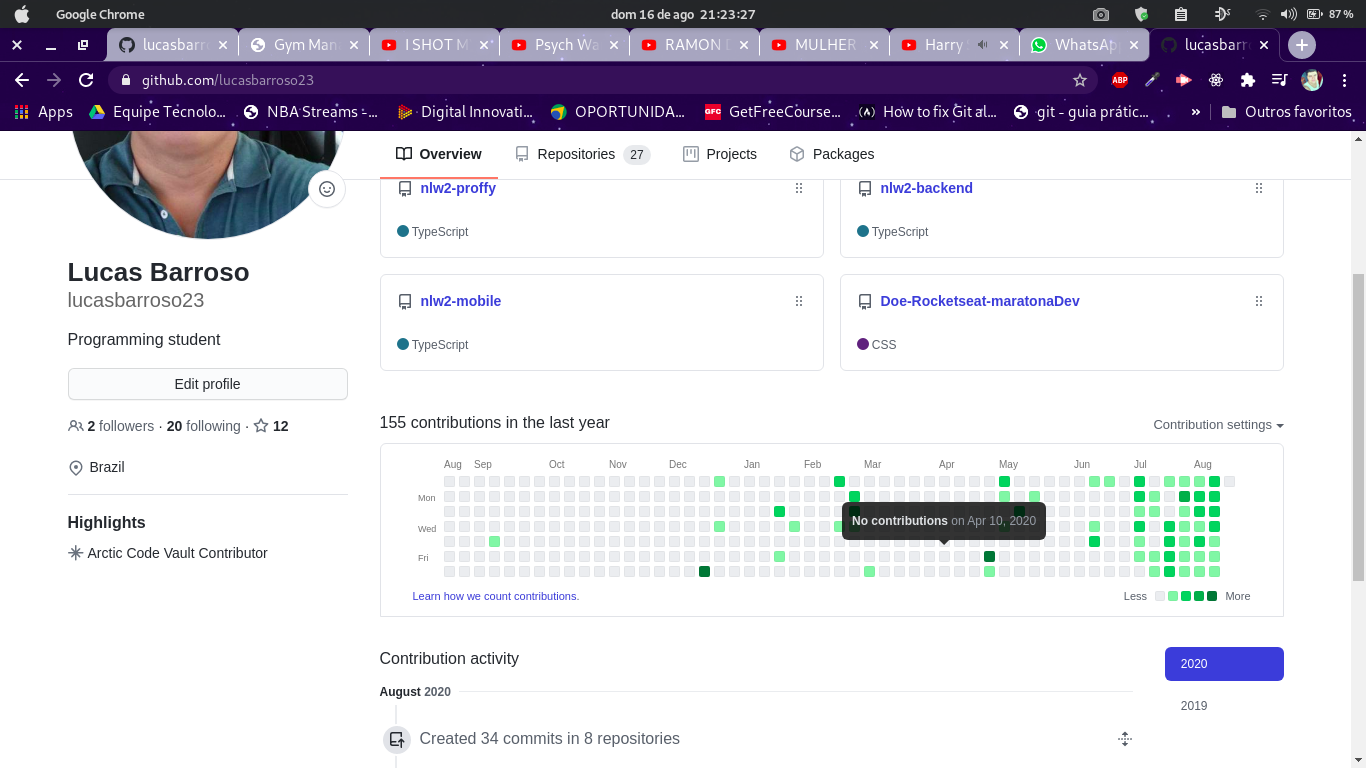 Google Chrome dom 16 de ago 21:23:27 87 %
lucasbarr Gym Man I SHOT M Psych Wa RAMON MULHER Harry WhatsAp lucasbarr
github.com/lucasbarroso23 ABP
Apps Equipe Tecnolo... NBA Streams -... Digital Innovati... OPORTUNIDA... GFC GetFreeCourse... How to fix Git al... git - guia prátic... » Outros favoritos
Overview Repositories 27 Projects Packages
nlw2-proffy nlw2-backend
TypeScript TypeScript
Lucas Barroso
lucasbarroso23
nlw2-mobile Doe-Rocketseat-maratonaDev
Programming student
TypeScript CSS
Edit profile
2 followers · 20 following · 12
155 contributions in the last year Contribution settings
Brazil
Aug Sep Oct Nov Dec Jan Feb Mar Apr May Jun Jul Aug
Mon
Highlights
No contributions on Apr 10, 2020
Wed
Arctic Code Vault Contributor
Fri
Learn how we count contributions. Less More
Contribution activity 2020
August 2020
2019
Created 34 commits in 8 repositories